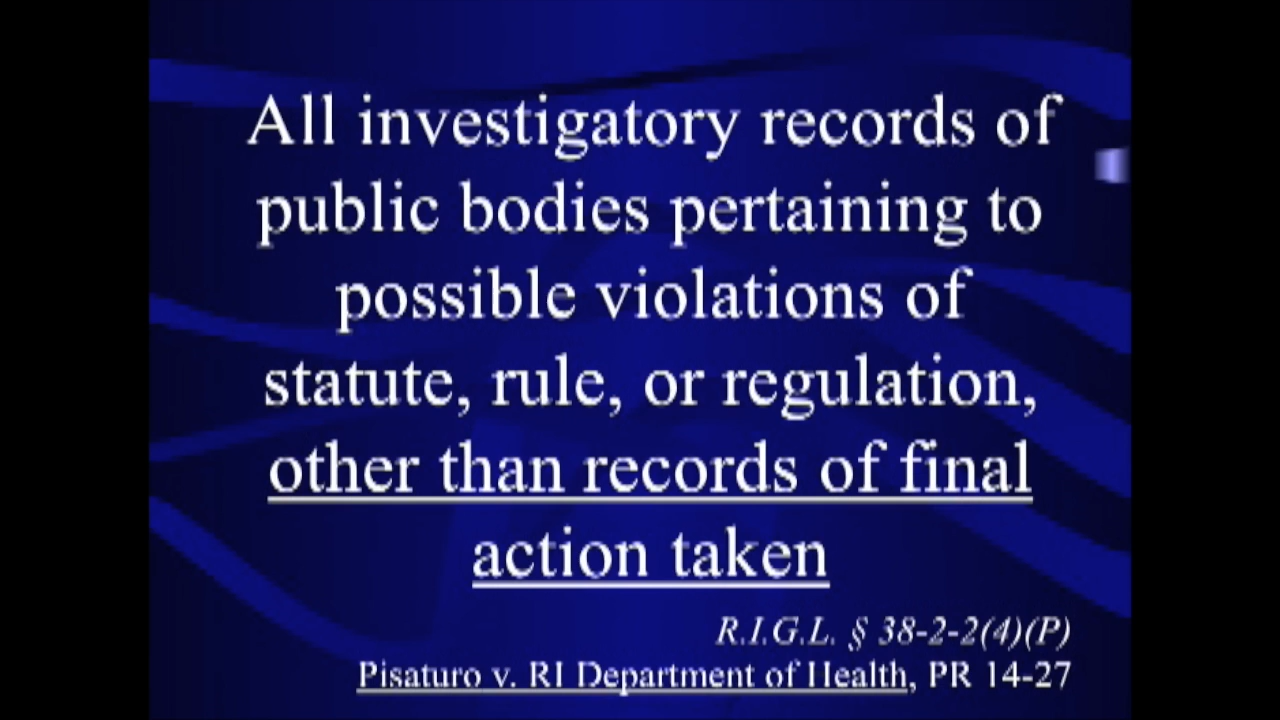 All investigatory records of
public bodies pertaining to
possible violations of
statute, rule, or regulation,
other than records of final
action taken
R.I.G.L. § 38-2-2(4)(P)
Pisaturo v. RI Department of Health, PR 14-27